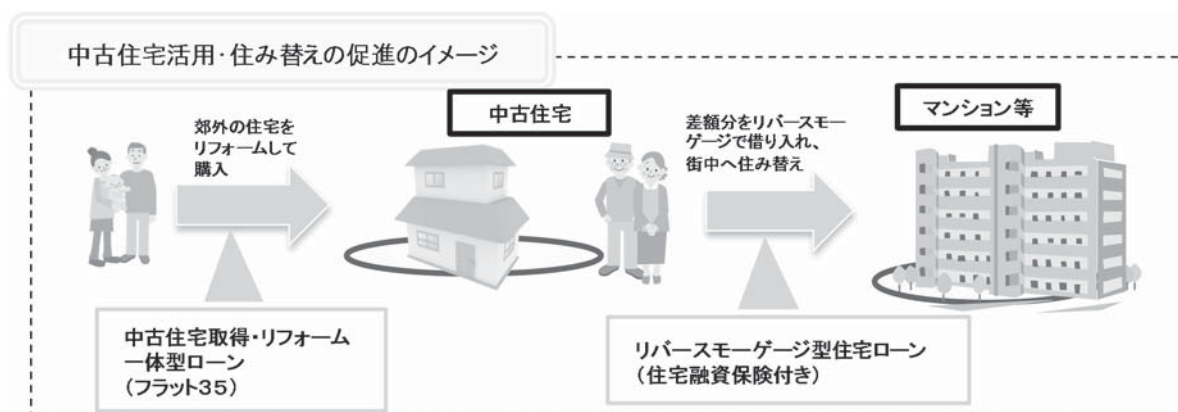 中古住宅活用・住み替えの促進のイメージ
郊外の住宅を
リフォームして
購入
中古住宅
差額分をリバースモー
ゲージで借り入れ、
街中へ住み替え
マンション等
中古住宅取得・リフォーム
一体型ローン
(フラット35)
リバースモーゲージ型住宅ローン
(住宅融資保険付き)